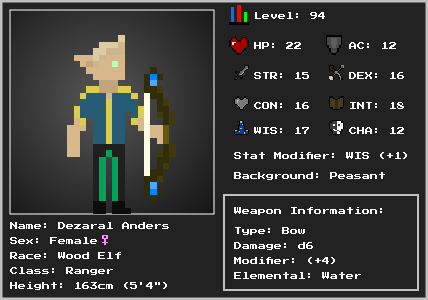 Level: 94
HP: 22 AC: 12
STR: 15 DEX: 16
CON: 16 INT: 18
WIS: 17 CHA: 12
Stat Modifier: WIS (+1)
Background: Peasant
Weapon Information:
Type: Bow
Damage: d6
Modifier: (+4)
Elemental: Water
Name: Dezaral Anders
Sex: Female♀
Race: Wood Elf
Class: Ranger
Height: 163cm (5'4")